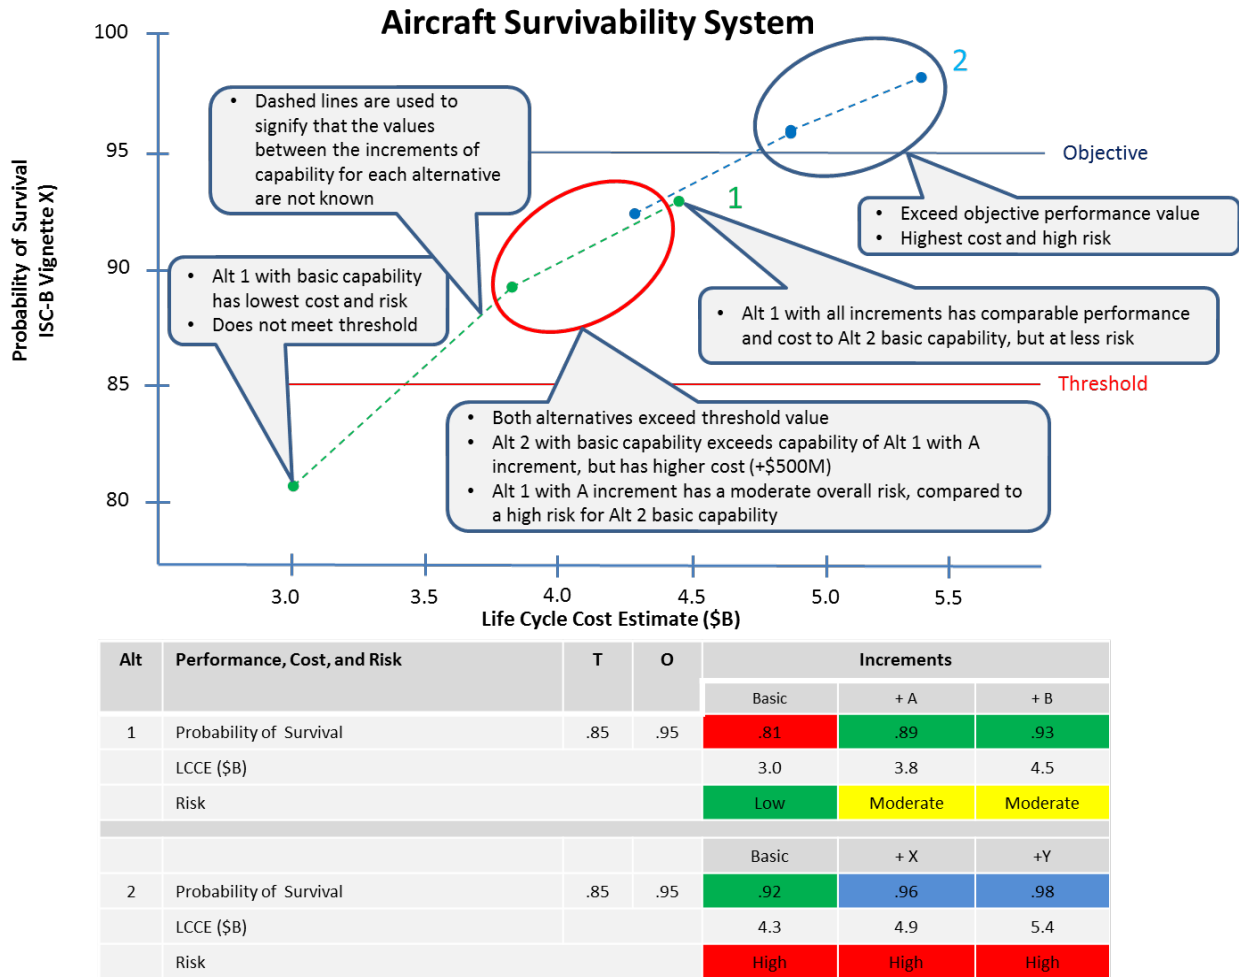 Aircraft Survivability System
Probability of Survival
ISC-B Vignette X)
100
95
90
85
80
• Dashed lines are used to
signify that the values
between the increments of
capability for each alternative
are not known
2
Objective
1
• Exceed objective performance value
• Highest cost and high risk
• Alt 1 with basic capability
has lowest cost and risk
• Does not meet threshold
• Alt 1 with all increments has comparable performance
and cost to Alt 2 basic capability, but at less risk
Threshold
• Both alternatives exceed threshold value
• Alt 2 with basic capability exceeds capability of Alt 1 with A
increment, but has higher cost (+$500M)
• Alt 1 with A increment has a moderate overall risk, compared to
a high risk for Alt 2 basic capability
3.0 3.5 4.0 4.5 5.0 5.5
Life Cycle Cost Estimate ($B)
Alt Performance, Cost, and Risk T O Increments
Basic + A + B
1 Probability of Survival .85 .95 .81 .89 .93
LCCE ($B) 3.0 3.8 4.5
Risk Low Moderate Moderate
Basic + X +Y
2 Probability of Survival .85 .95 .92 .96 .98
LCCE ($B) 4.3 4.9 5.4
Risk High High High